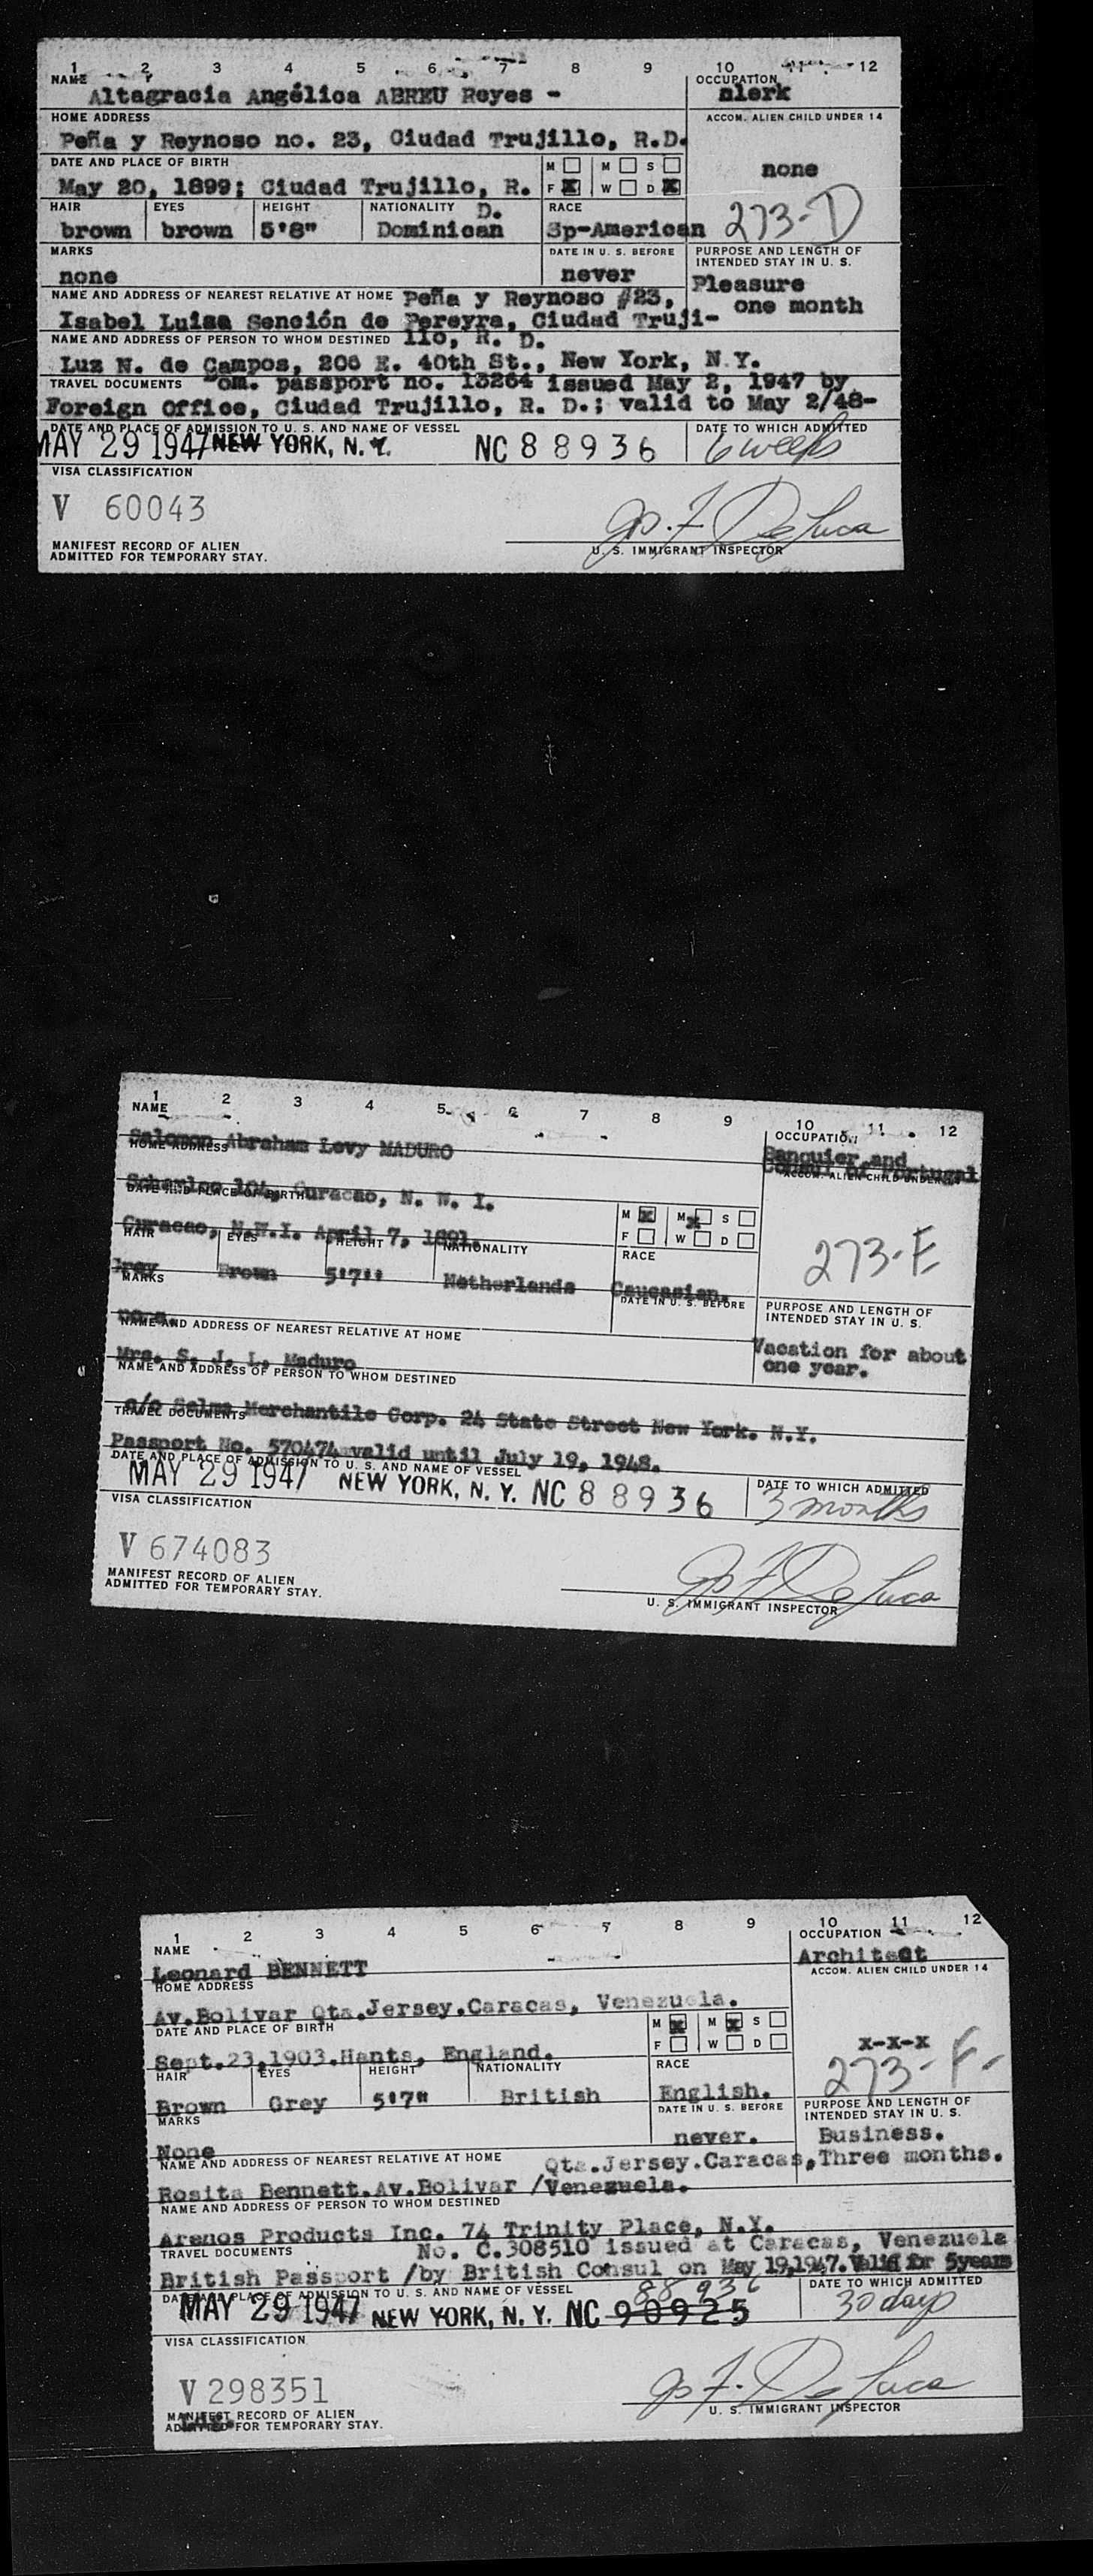 1 2 3 4 5 6 7 8 9 10 11 12
NAME OCCUPATION
Altagracia Angélica ABREU Reyes - nlerk
HOME ADDRESS ACCOM. ALIEN CHILD UNDER 14
Peña y Reynoso no. 23, Ciudad Trujillo, R.D.
DATE AND PLACE OF BIRTH M M S none
May 20, 1899; Ciudad Trujillo, R. F X W D X
HAIR EYES HEIGHT NATIONALITY D. RACE 273-D
brown brown 5'8" Dominican Sp-American
MARKS DATE IN U. S. BEFORE PURPOSE AND LENGTH OF
INTENDED STAY IN U. S.
none never Pleasure
NAME AND ADDRESS OF NEAREST RELATIVE AT HOME Peña y Reynoso #23, one month
Isabel Luisa Sención de Pereyra, Ciudad Truji-
NAME AND ADDRESS OF PERSON TO WHOM DESTINED llo, R. D.
Luz N. de Campos, 208 E. 40th St., New York, N.Y.
TRAVEL DOCUMENTS om. passport no. 13264 issued May 2, 1947 by
Foreign Office, Ciudad Trujillo, R. D.; valid to May 2/48-
DATE AND PLACE OF ADMISSION TO U. S. AND NAME OF VESSEL DATE TO WHICH ADMITTED
MAY 29 1947 NEW YORK, N. Y. NC 88936 6 weeks
VISA CLASSIFICATION
V 60043
Jos. F. DeLuca
MANIFEST RECORD OF ALIEN U. S. IMMIGRANT INSPECTOR
ADMITTED FOR TEMPORARY STAY.
1 2 3 4 5 6 7 8 9 10 11 12
NAME OCCUPATION
Salomon Abraham Levy MADURO Banquier and
HOME ADDRESS Consul of Portugal
ACCOM. ALIEN CHILD UNDER 14
Scharloo 104, Curacao, N. W. I.
DATE AND PLACE OF BIRTH M X M X S
Curacao, N.W.I. April 7, 1891. F W D
HAIR EYES HEIGHT NATIONALITY RACE 273-E
Grey Brown 5'7" Netherlands Caucasian.
MARKS DATE IN U. S. BEFORE PURPOSE AND LENGTH OF
INTENDED STAY IN U. S.
none.
NAME AND ADDRESS OF NEAREST RELATIVE AT HOME Vacation for about
Mrs. S. J. L. Maduro one year.
NAME AND ADDRESS OF PERSON TO WHOM DESTINED
c/o Selma Merchantile Corp. 24 State Street New York. N.Y.
TRAVEL DOCUMENTS
Passport No. 570474 valid until July 19, 1948.
DATE AND PLACE OF ADMISSION TO U. S. AND NAME OF VESSEL DATE TO WHICH ADMITTED
MAY 29 1947 NEW YORK, N. Y. NC 88936 3 months
VISA CLASSIFICATION
V 674083
Jos F DeLuca
MANIFEST RECORD OF ALIEN U. S. IMMIGRANT INSPECTOR
ADMITTED FOR TEMPORARY STAY.
1 2 3 4 5 6 7 8 9 10 11 12
NAME OCCUPATION
Leonard BENNETT Architect
HOME ADDRESS ACCOM. ALIEN CHILD UNDER 14
Av.Bolivar Qta.Jersey.Caracas, Venezuela.
DATE AND PLACE OF BIRTH M X M X S
Sept.23,1903.Hants, England. F W D X-X-X
HAIR EYES HEIGHT NATIONALITY RACE 273-F-
Brown Grey 5'7" British English.
MARKS DATE IN U. S. BEFORE PURPOSE AND LENGTH OF
INTENDED STAY IN U. S.
None never. Business.
NAME AND ADDRESS OF NEAREST RELATIVE AT HOME Qta.Jersey.Caracas, Three months.
Rosita Bennett.Av.Bolivar /Venezuela.
NAME AND ADDRESS OF PERSON TO WHOM DESTINED
Arenos Products Inc. 74 Trinity Place, N.Y.
TRAVEL DOCUMENTS No. C.308510 issued at Caracas, Venezuela
British Passport /by British Consul on May 19,1947. Valid for 5years
DATE AND PLACE OF ADMISSION TO U. S. AND NAME OF VESSEL 88936 DATE TO WHICH ADMITTED
MAY 29 1947 NEW YORK, N. Y. NC 90925 30 days
VISA CLASSIFICATION
V 298351
Jos F. DeLuca
MANIFEST RECORD OF ALIEN U. S. IMMIGRANT INSPECTOR
ADMITTED FOR TEMPORARY STAY.